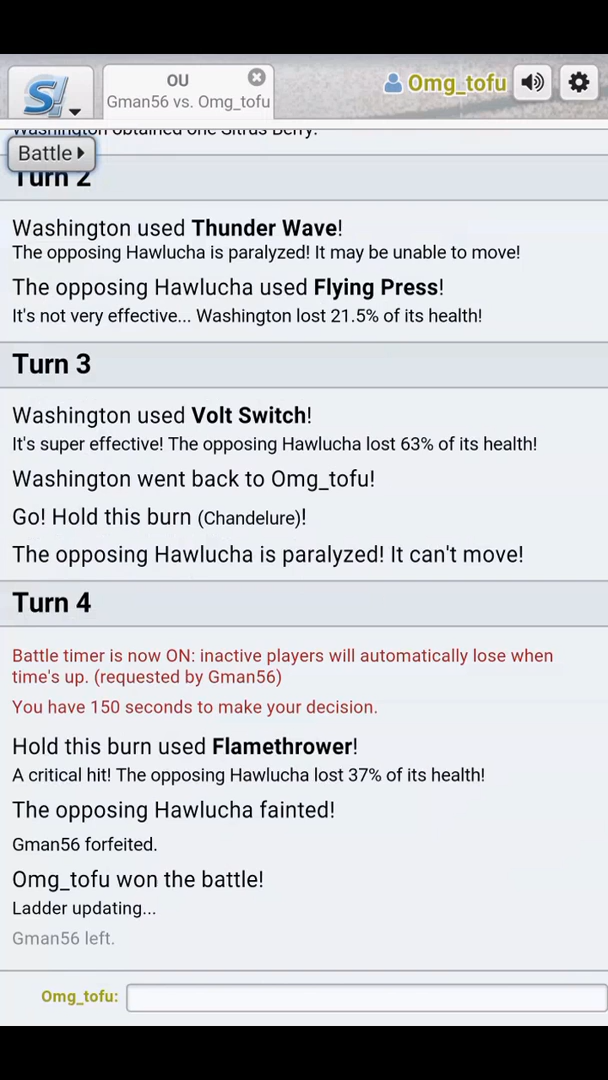 OU
Gman56 vs. Omg_tofu
Omg_tofu
Washington obtained one Sitrus Berry.
Battle
Turn 2
Washington used Thunder Wave!
The opposing Hawlucha is paralyzed! It may be unable to move!
The opposing Hawlucha used Flying Press!
It's not very effective... Washington lost 21.5% of its health!
Turn 3
Washington used Volt Switch!
It's super effective! The opposing Hawlucha lost 63% of its health!
Washington went back to Omg_tofu!
Go! Hold this burn (Chandelure)!
The opposing Hawlucha is paralyzed! It can't move!
Turn 4
Battle timer is now ON: inactive players will automatically lose when
time's up. (requested by Gman56)
You have 150 seconds to make your decision.
Hold this burn used Flamethrower!
A critical hit! The opposing Hawlucha lost 37% of its health!
The opposing Hawlucha fainted!
Gman56 forfeited.
Omg_tofu won the battle!
Ladder updating...
Gman56 left.
Omg_tofu: